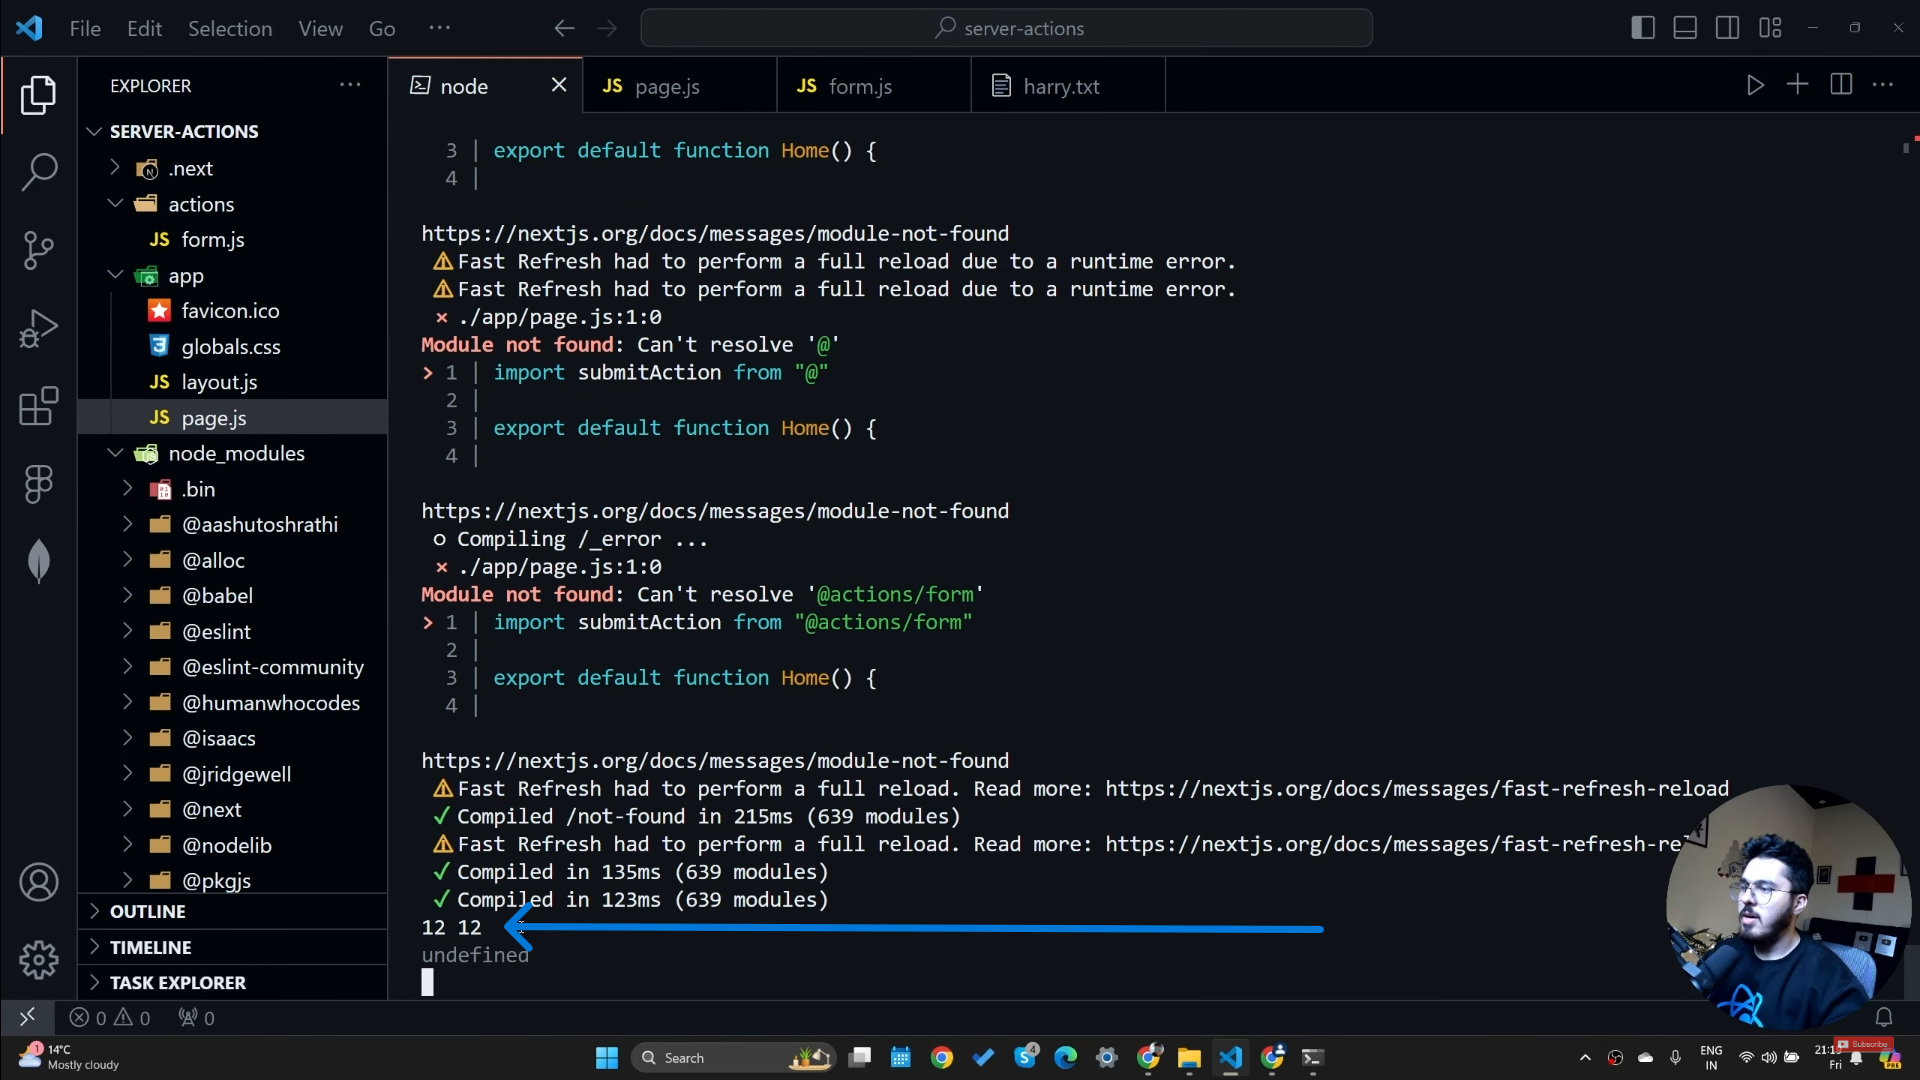 File Edit Selection View Go ...
server-actions
EXPLORER
node
JS page.js
JS form.js
harry.txt
SERVER-ACTIONS
.next
actions
JS form.js
app
favicon.ico
globals.css
JS layout.js
JS page.js
node_modules
.bin
@aashutoshrathi
@alloc
@babel
@eslint
@eslint-community
@humanwhocodes
@isaacs
@jridgewell
@next
@nodelib
@pkgjs
OUTLINE
TIMELINE
TASK EXPLORER
3 | export default function Home() {
4 |
https://nextjs.org/docs/messages/module-not-found
⚠ Fast Refresh had to perform a full reload due to a runtime error.
⚠ Fast Refresh had to perform a full reload due to a runtime error.
⨯ ./app/page.js:1:0
Module not found: Can't resolve '@'
> 1 | import submitAction from "@"
2 |
3 | export default function Home() {
4 |
https://nextjs.org/docs/messages/module-not-found
○ Compiling /_error ...
⨯ ./app/page.js:1:0
Module not found: Can't resolve '@actions/form'
> 1 | import submitAction from "@actions/form"
2 |
3 | export default function Home() {
4 |
https://nextjs.org/docs/messages/module-not-found
⚠ Fast Refresh had to perform a full reload. Read more: https://nextjs.org/docs/messages/fast-refresh-reload
✓ Compiled /not-found in 215ms (639 modules)
⚠ Fast Refresh had to perform a full reload. Read more: https://nextjs.org/docs/messages/fast-refresh-re
✓ Compiled in 135ms (639 modules)
✓ Compiled in 123ms (639 modules)
12 12
undefined
0 0 0
1 14°C
Mostly cloudy
Search
4
ENG
IN
Fri
Subscribe
PRE